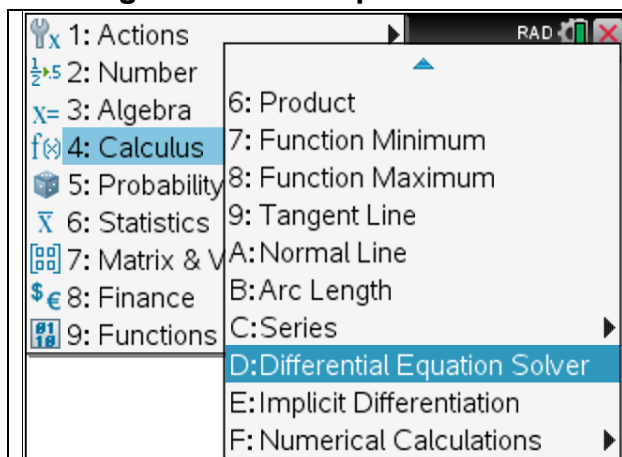 1: Actions
RAD
2: Number
3: Algebra
4: Calculus
5: Probability
6: Statistics
7: Matrix & V
8: Finance
9: Functions
6: Product
7: Function Minimum
8: Function Maximum
9: Tangent Line
A: Normal Line
B: Arc Length
C: Series
D: Differential Equation Solver
E: Implicit Differentiation
F: Numerical Calculations